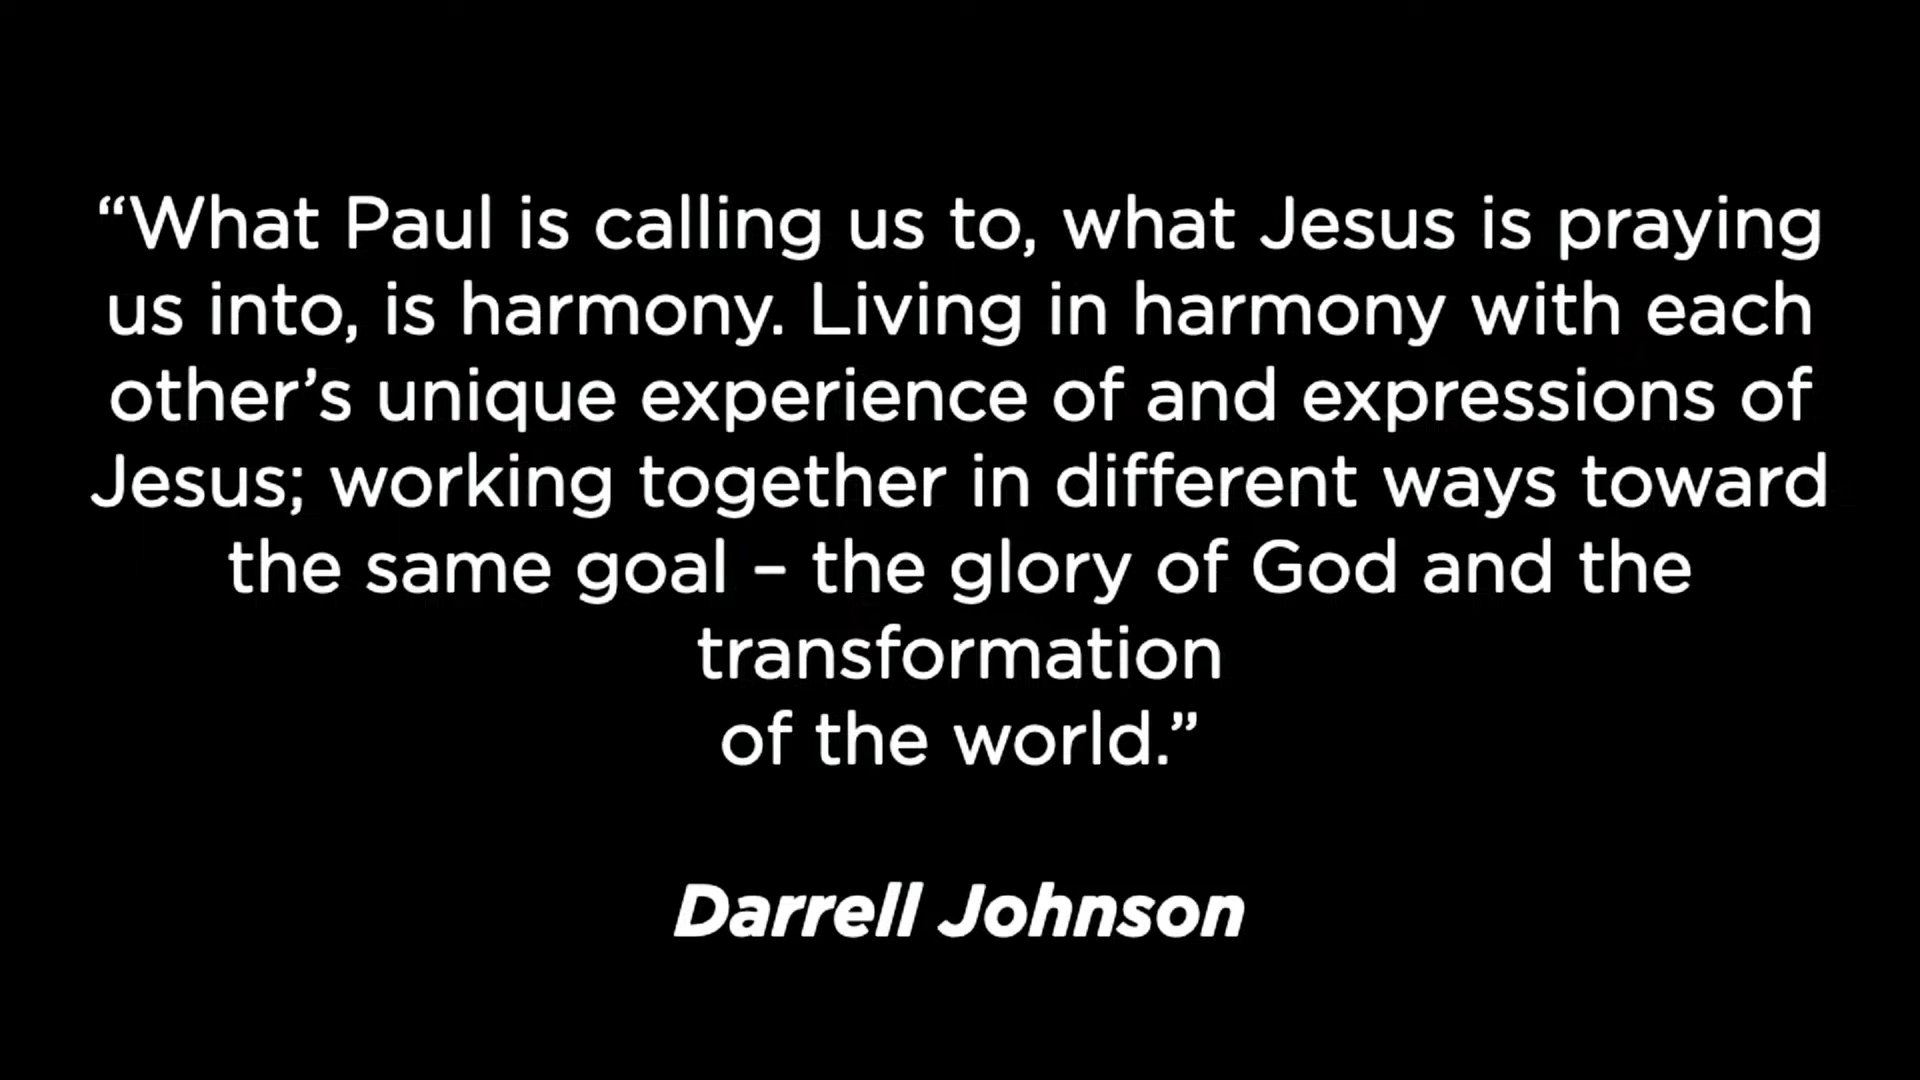 “What Paul is calling us to, what Jesus is praying
us into, is harmony. Living in harmony with each
other’s unique experience of and expressions of
Jesus; working together in different ways toward
the same goal – the glory of God and the
transformation
of the world.”
Darrell Johnson